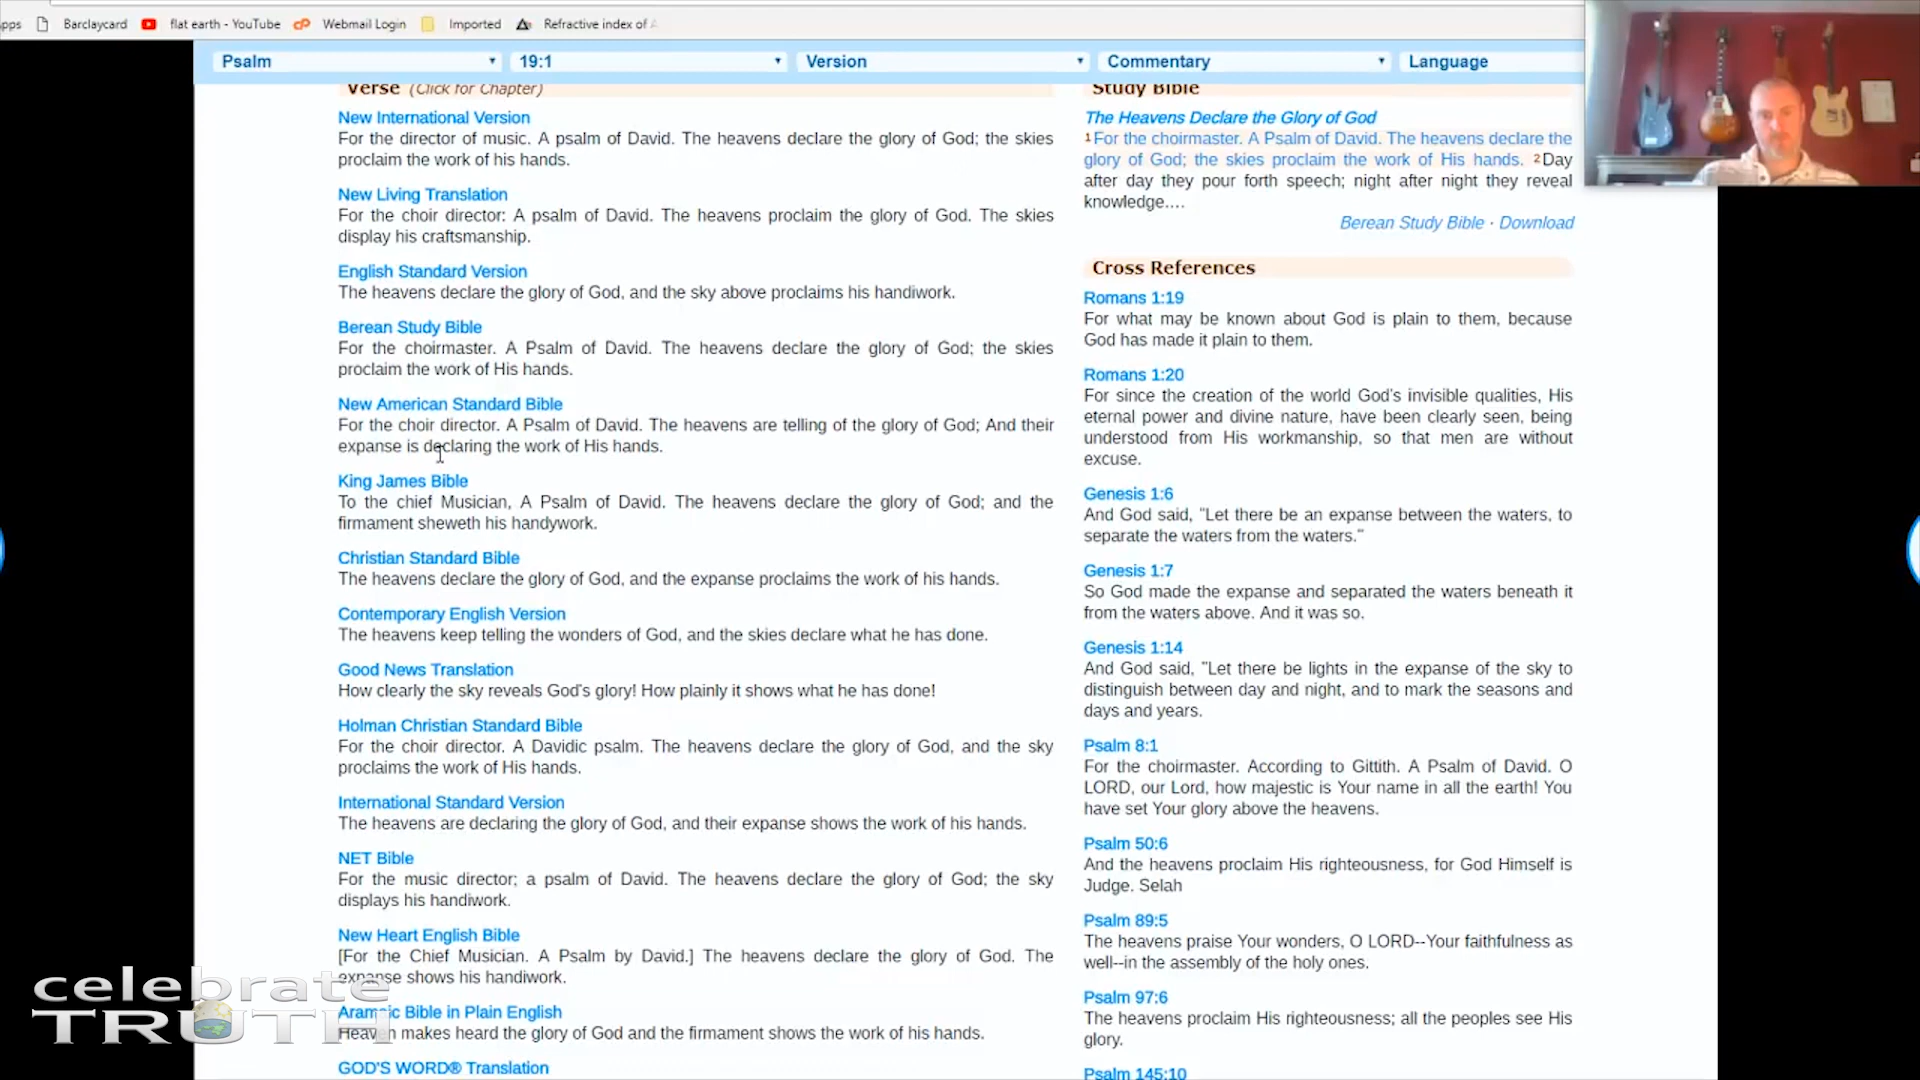 pps
Barclaycard
flat earth - YouTube
Webmail Login
Imported
Refractive index of
Psalm
19:1
Version
Commentary
Language
Verse (Click for Chapter)
New International Version
For the director of music. A psalm of David. The heavens declare the glory of God; the skies
proclaim the work of his hands.
New Living Translation
For the choir director: A psalm of David. The heavens proclaim the glory of God. The skies
display his craftsmanship.
English Standard Version
The heavens declare the glory of God, and the sky above proclaims his handiwork.
Berean Study Bible
For the choirmaster. A Psalm of David. The heavens declare the glory of God; the skies
proclaim the work of His hands.
New American Standard Bible
For the choir director. A Psalm of David. The heavens are telling of the glory of God; And their
expanse is declaring the work of His hands.
King James Bible
To the chief Musician, A Psalm of David. The heavens declare the glory of God; and the
firmament sheweth his handywork.
Christian Standard Bible
The heavens declare the glory of God, and the expanse proclaims the work of his hands.
Contemporary English Version
The heavens keep telling the wonders of God, and the skies declare what he has done.
Good News Translation
How clearly the sky reveals God's glory! How plainly it shows what he has done!
Holman Christian Standard Bible
For the choir director. A Davidic psalm. The heavens declare the glory of God, and the sky
proclaims the work of His hands.
International Standard Version
The heavens are declaring the glory of God, and their expanse shows the work of his hands.
NET Bible
For the music director; a psalm of David. The heavens declare the glory of God; the sky
displays his handiwork.
New Heart English Bible
[For the Chief Musician. A Psalm by David.] The heavens declare the glory of God. The
expanse shows his handiwork.
Aramaic Bible in Plain English
Heaven makes heard the glory of God and the firmament shows the work of his hands.
GOD'S WORD® Translation
Study Bible
The Heavens Declare the Glory of God
1For the choirmaster. A Psalm of David. The heavens declare the
glory of God; the skies proclaim the work of His hands. 2Day
after day they pour forth speech; night after night they reveal
knowledge.…
Berean Study Bible · Download
Cross References
Romans 1:19
For what may be known about God is plain to them, because
God has made it plain to them.
Romans 1:20
For since the creation of the world God's invisible qualities, His
eternal power and divine nature, have been clearly seen, being
understood from His workmanship, so that men are without
excuse.
Genesis 1:6
And God said, "Let there be an expanse between the waters, to
separate the waters from the waters."
Genesis 1:7
So God made the expanse and separated the waters beneath it
from the waters above. And it was so.
Genesis 1:14
And God said, "Let there be lights in the expanse of the sky to
distinguish between day and night, and to mark the seasons and
days and years.
Psalm 8:1
For the choirmaster. According to Gittith. A Psalm of David. O
LORD, our Lord, how majestic is Your name in all the earth! You
have set Your glory above the heavens.
Psalm 50:6
And the heavens proclaim His righteousness, for God Himself is
Judge. Selah
Psalm 89:5
The heavens praise Your wonders, O LORD--Your faithfulness as
well--in the assembly of the holy ones.
Psalm 97:6
The heavens proclaim His righteousness; all the peoples see His
glory.
Psalm 145:10
celebrate
TRUTH